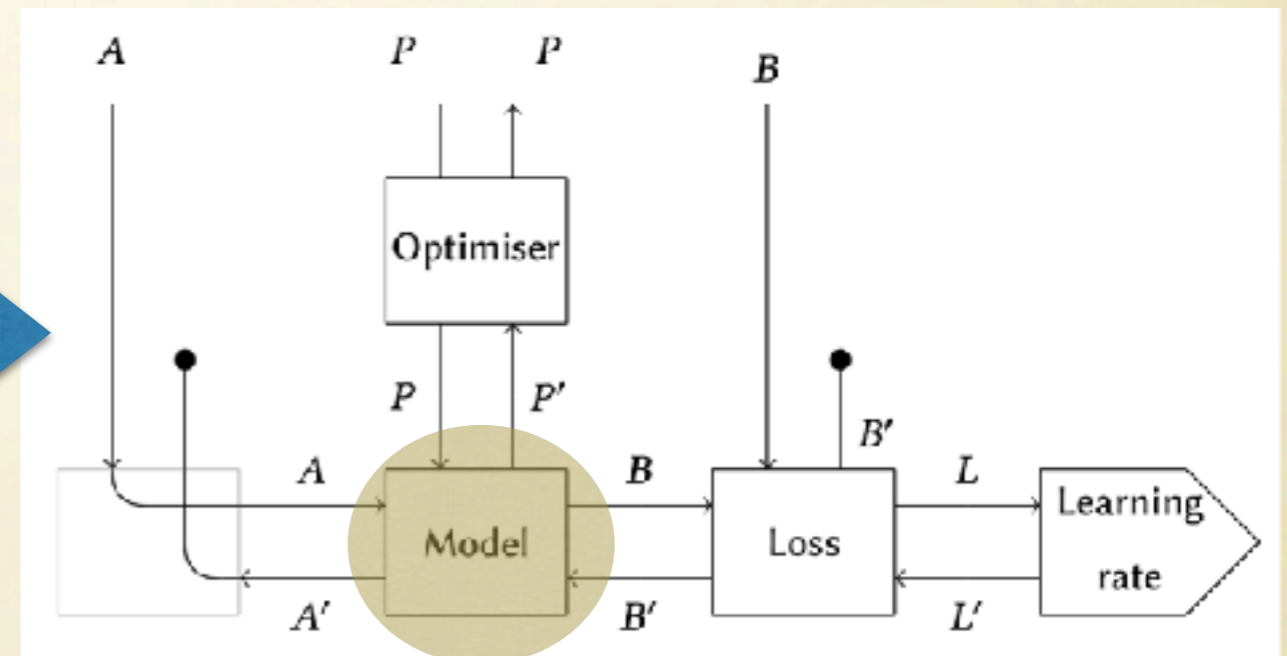 A P P B
Optimiser
P P′ B′
A B L
Model Loss Learning
rate
A′ B′ L′